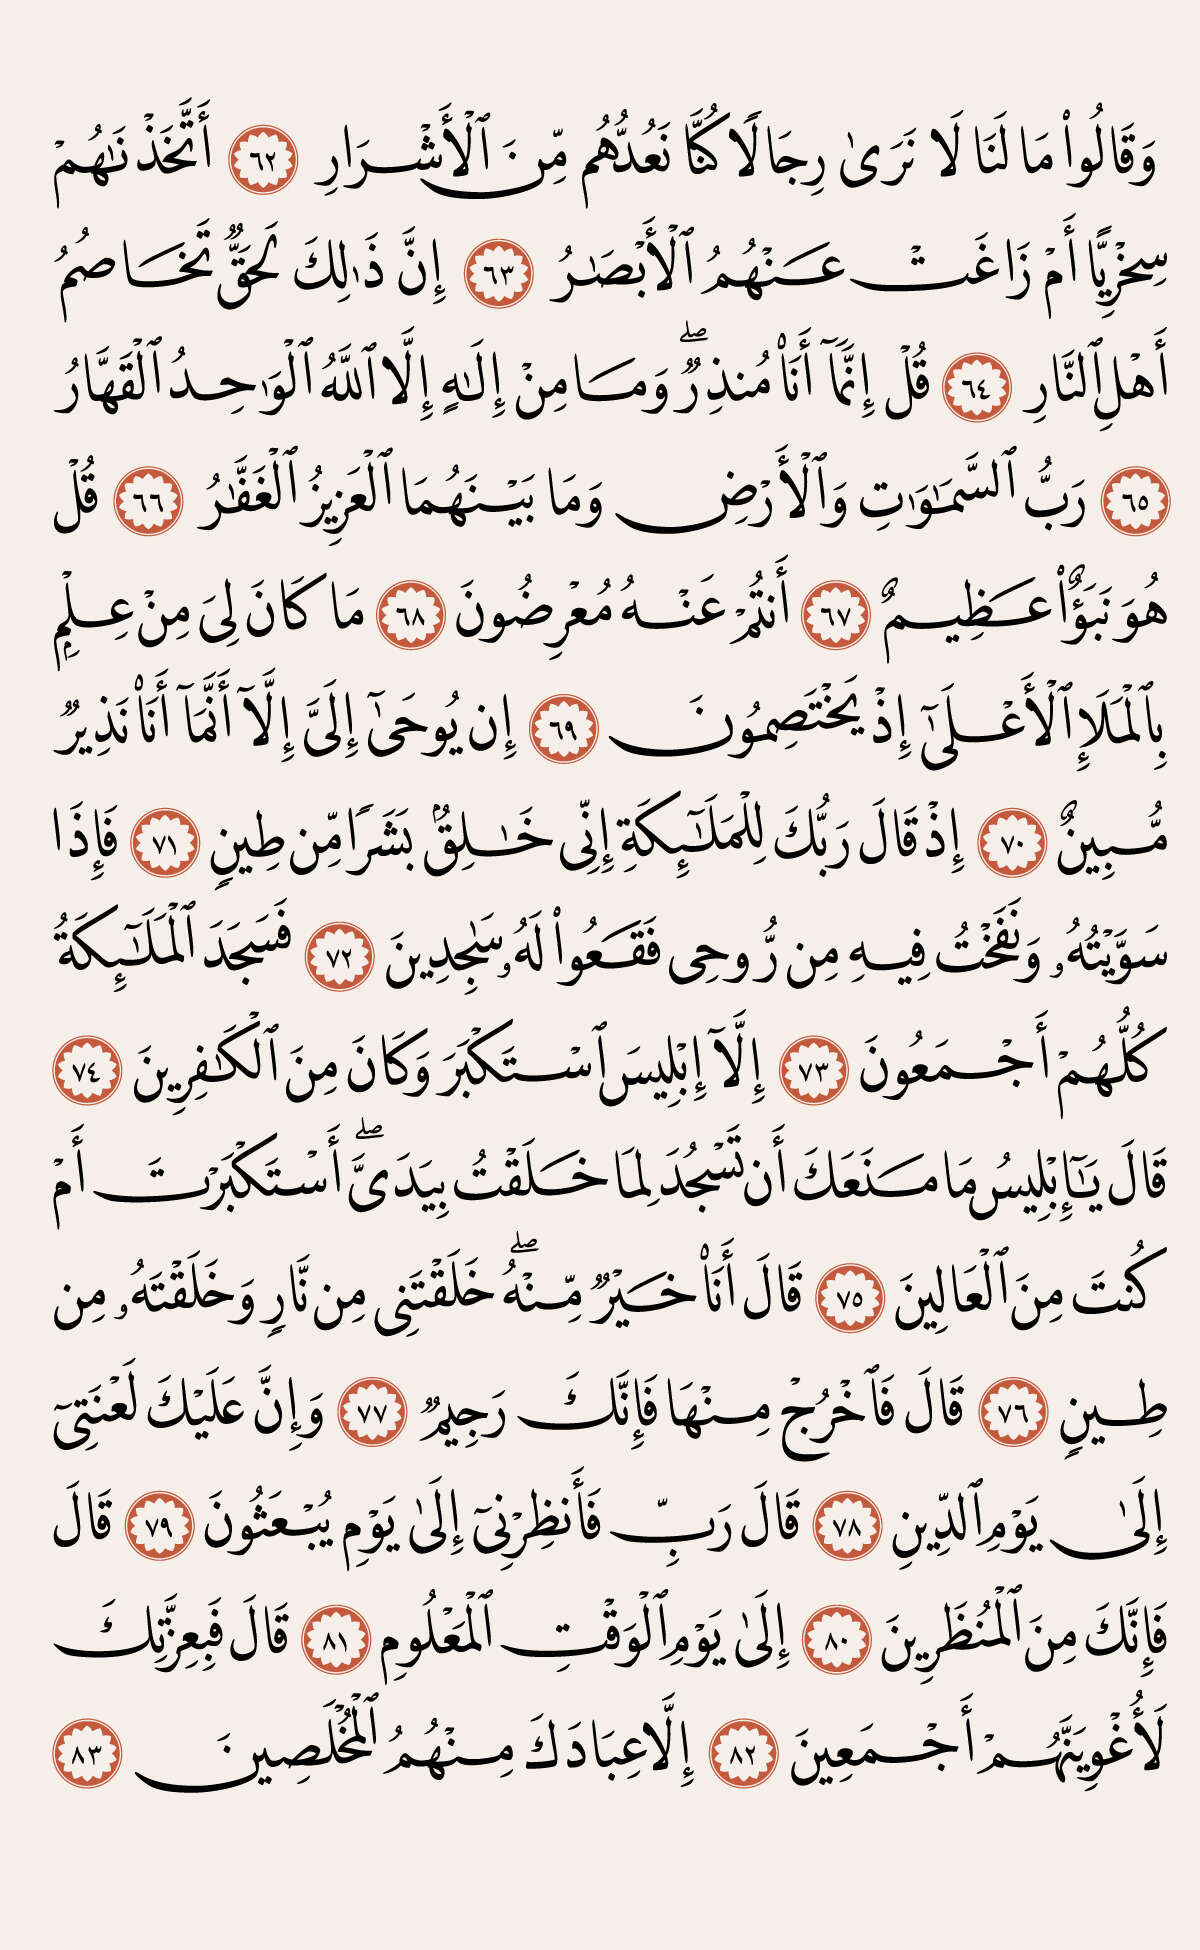 وَقَالُوا۟ مَا لَنَا لَا نَرَىٰ رِجَالًا كُنَّا نَعُدُّهُم مِّنَ ٱلْأَشْرَارِ ٦٢ أَتَّخَذْنَـٰهُمْ
سِخْرِيًّا أَمْ زَاغَتْ عَنْهُمُ ٱلْأَبْصَـٰرُ ٦٣ إِنَّ ذَٰلِكَ لَحَقٌّ تَخَاصُمُ
أَهْلِ ٱلنَّارِ ٦٤ قُلْ إِنَّمَآ أَنَا۠ مُنذِرٌ ۖ وَمَا مِنْ إِلَـٰهٍ إِلَّا ٱللَّهُ ٱلْوَٰحِدُ ٱلْقَهَّارُ
٦٥ رَبُّ ٱلسَّمَـٰوَٰتِ وَٱلْأَرْضِ وَمَا بَيْنَهُمَا ٱلْعَزِيزُ ٱلْغَفَّـٰرُ ٦٦ قُلْ
هُوَ نَبَؤٌا۟ عَظِيمٌ ٦٧ أَنتُمْ عَنْهُ مُعْرِضُونَ ٦٨ مَا كَانَ لِىَ مِنْ عِلْمٍۭ
بِٱلْمَلَإِ ٱلْأَعْلَىٰٓ إِذْ يَخْتَصِمُونَ ٦٩ إِن يُوحَىٰٓ إِلَىَّ إِلَّآ أَنَّمَآ أَنَا۠ نَذِيرٌ
مُّبِينٌ ٧٠ إِذْ قَالَ رَبُّكَ لِلْمَلَـٰٓئِكَةِ إِنِّى خَـٰلِقٌۢ بَشَرًا مِّن طِينٍ ٧١ فَإِذَا
سَوَّيْتُهُۥ وَنَفَخْتُ فِيهِ مِن رُّوحِى فَقَعُوا۟ لَهُۥ سَـٰجِدِينَ ٧٢ فَسَجَدَ ٱلْمَلَـٰٓئِكَةُ
كُلُّهُمْ أَجْمَعُونَ ٧٣ إِلَّآ إِبْلِيسَ ٱسْتَكْبَرَ وَكَانَ مِنَ ٱلْكَـٰفِرِينَ ٧٤
قَالَ يَـٰٓإِبْلِيسُ مَا مَنَعَكَ أَن تَسْجُدَ لِمَا خَلَقْتُ بِيَدَىَّ ۖ أَسْتَكْبَرْتَ أَمْ
كُنتَ مِنَ ٱلْعَالِينَ ٧٥ قَالَ أَنَا۠ خَيْرٌ مِّنْهُ ۖ خَلَقْتَنِى مِن نَّارٍ وَخَلَقْتَهُۥ مِن
طِينٍ ٧٦ قَالَ فَٱخْرُجْ مِنْهَا فَإِنَّكَ رَجِيمٌ ٧٧ وَإِنَّ عَلَيْكَ لَعْنَتِىٓ
إِلَىٰ يَوْمِ ٱلدِّينِ ٧٨ قَالَ رَبِّ فَأَنظِرْنِىٓ إِلَىٰ يَوْمِ يُبْعَثُونَ ٧٩ قَالَ
فَإِنَّكَ مِنَ ٱلْمُنظَرِينَ ٨٠ إِلَىٰ يَوْمِ ٱلْوَقْتِ ٱلْمَعْلُومِ ٨١ قَالَ فَبِعِزَّتِكَ
لَأُغْوِيَنَّهُمْ أَجْمَعِينَ ٨٢ إِلَّا عِبَادَكَ مِنْهُمُ ٱلْمُخْلَصِينَ ٨٣